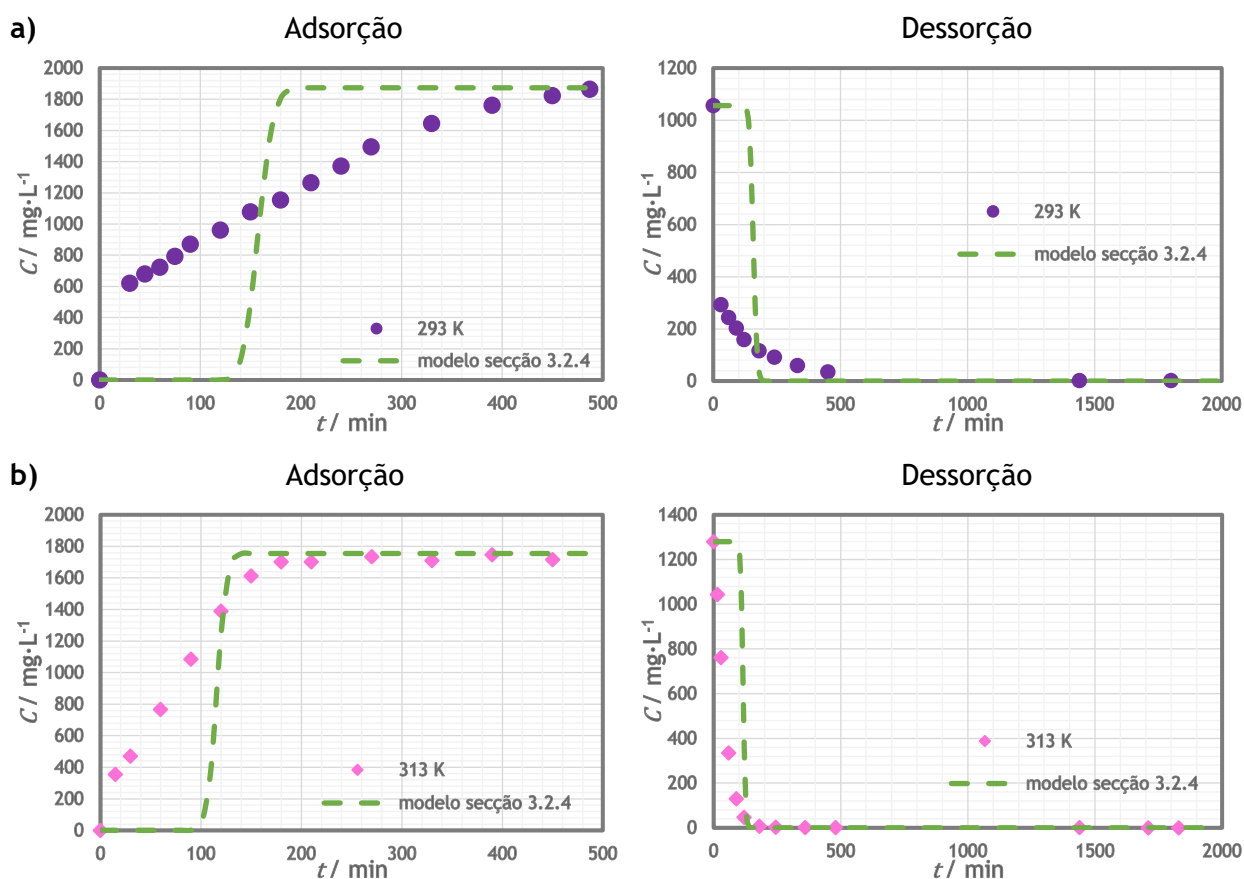 a) Adsorção Dessorção
2000
1800
1600
1400
1200
1000
800
600
400
200
0
C / mg·L-1
293 K
modelo secção 3.2.4
0 100 200 300 400 500
t / min
1200
1000
800
600
400
200
0
C / mg·L-1
293 K
modelo secção 3.2.4
0 500 1000 1500 2000
t / min
b) Adsorção Dessorção
2000
1800
1600
1400
1200
1000
800
600
400
200
0
C / mg·L-1
313 K
modelo secção 3.2.4
0 100 200 300 400 500
t / min
1400
1200
1000
800
600
400
200
0
C / mg·L-1
313 K
modelo secção 3.2.4
0 500 1000 1500 2000
t / min